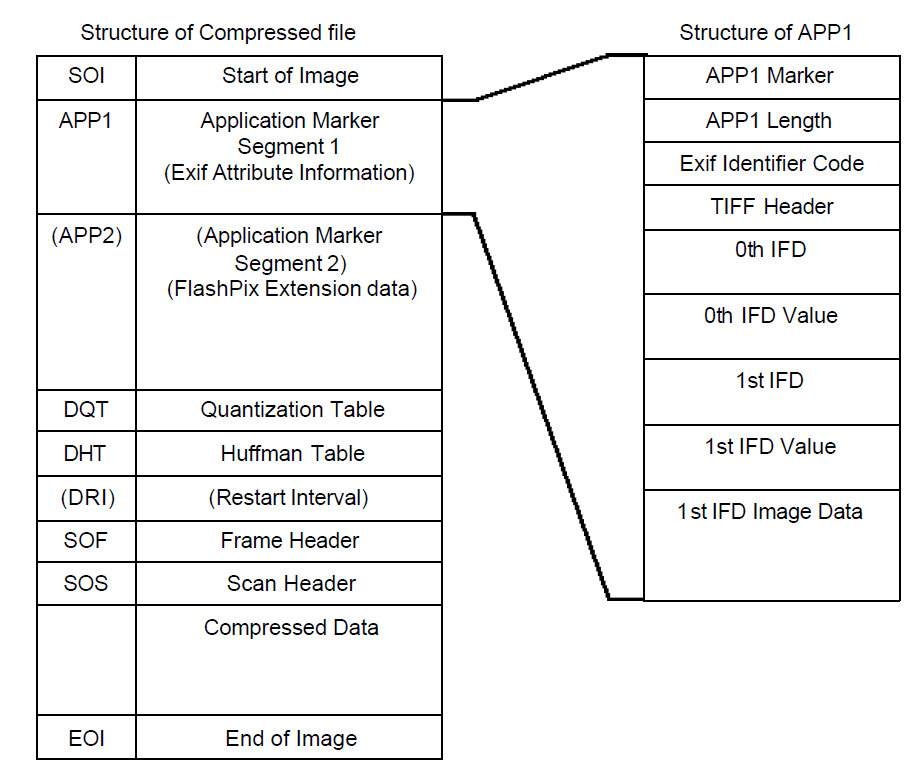 Structure of Compressed file
SOI Start of Image
APP1 Application Marker
Segment 1
(Exif Attribute Information)
(APP2) (Application Marker
Segment 2)
(FlashPix Extension data)
DQT Quantization Table
DHT Huffman Table
(DRI) (Restart Interval)
SOF Frame Header
SOS Scan Header
Compressed Data
EOI End of Image
Structure of APP1
APP1 Marker
APP1 Length
Exif Identifier Code
TIFF Header
0th IFD
0th IFD Value
1st IFD
1st IFD Value
1st IFD Image Data